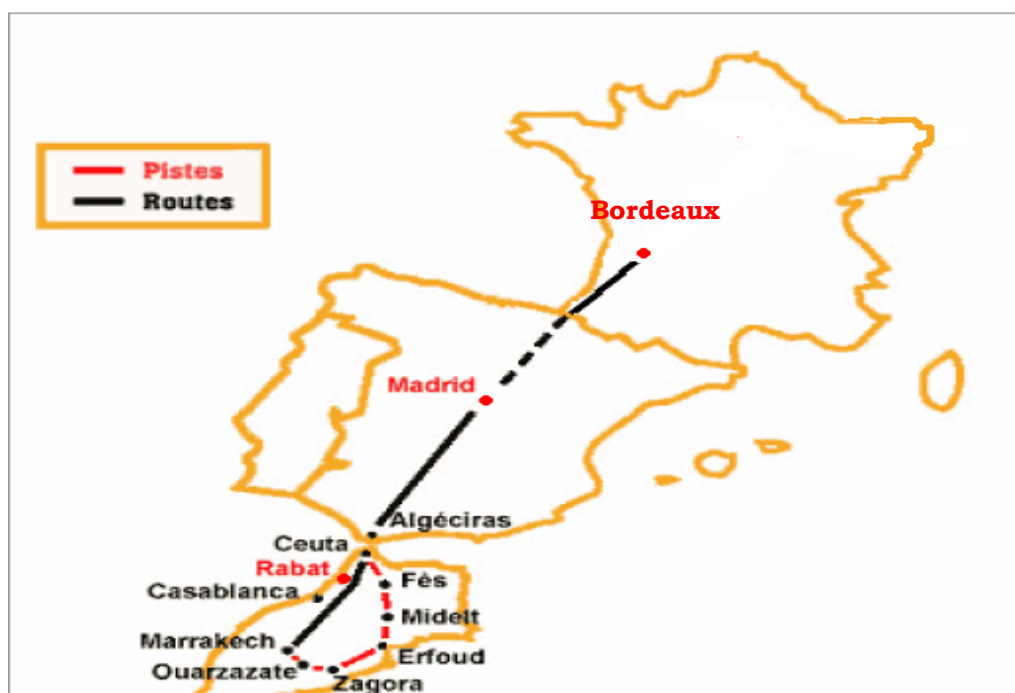 Pistes
Routes
Bordeaux
Madrid
Algéciras
Ceuta
Rabat
Fès
Casablanca
Midelt
Marrakech
Erfoud
Ouarzazate
Zagora